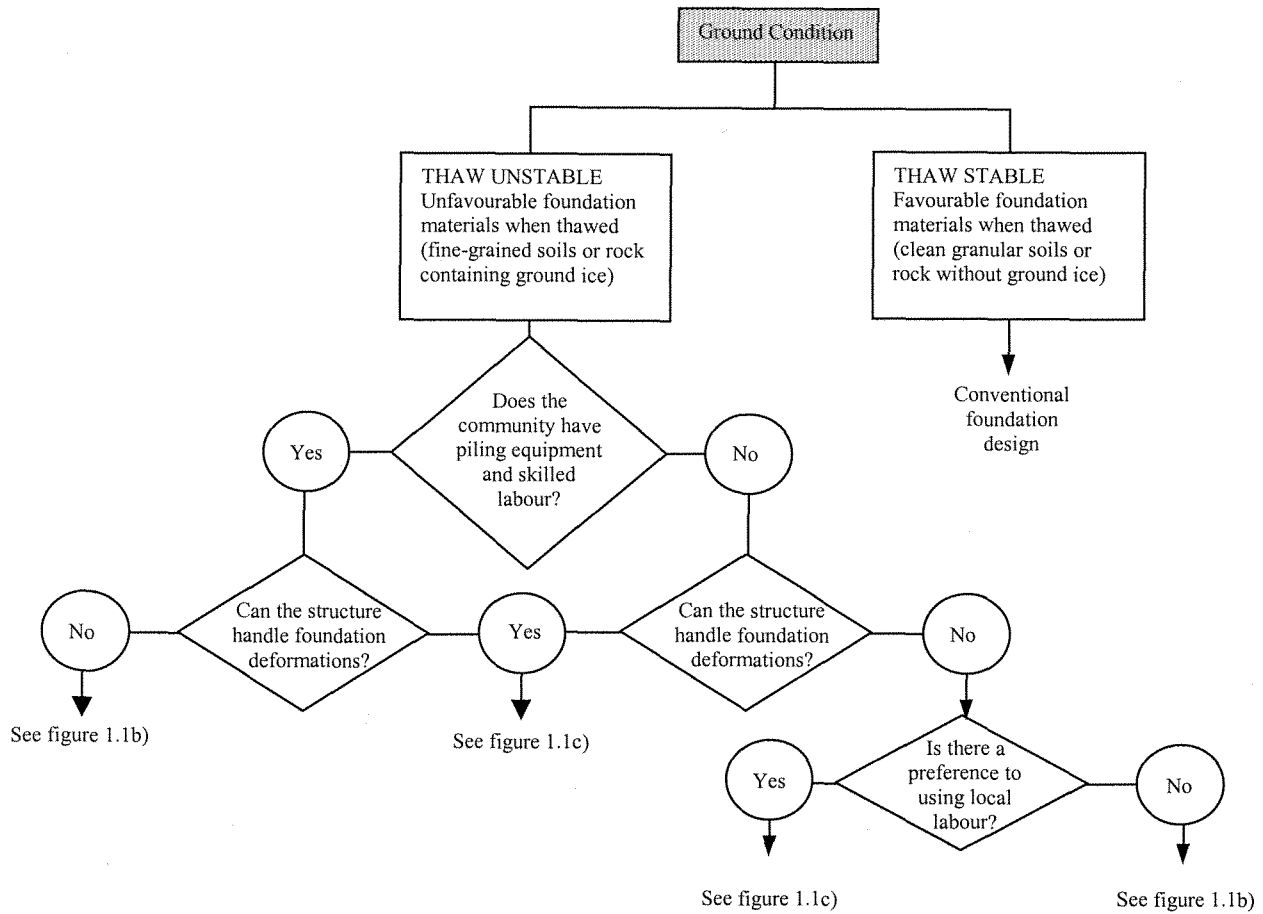 Ground Condition
THAW UNSTABLE
Unfavourable foundation
materials when thawed
(fine-grained soils or rock
containing ground ice)
THAW STABLE
Favourable foundation
materials when thawed
(clean granular soils or
rock without ground ice)
Conventional
foundation
design
Does the
community have
piling equipment
and skilled
labour?
Yes
No
No
Can the structure
handle foundation
deformations?
Yes
Can the structure
handle foundation
deformations?
No
See figure 1.1b)
See figure 1.1c)
Yes
Is there a
preference to
using local
labour?
No
See figure 1.1c)
See figure 1.1b)